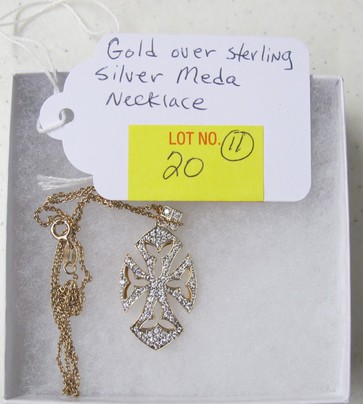 Gold over sterling
Silver Meda
Necklace
LOT NO. 11
20